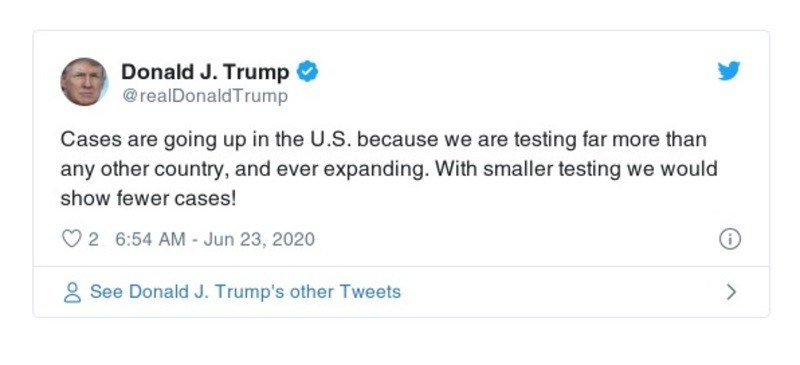 Donald J. Trump
@realDonaldTrump
Cases are going up in the U.S. because we are testing far more than
any other country, and ever expanding. With smaller testing we would
show fewer cases!
2 6:54 AM - Jun 23, 2020
See Donald J. Trump's other Tweets